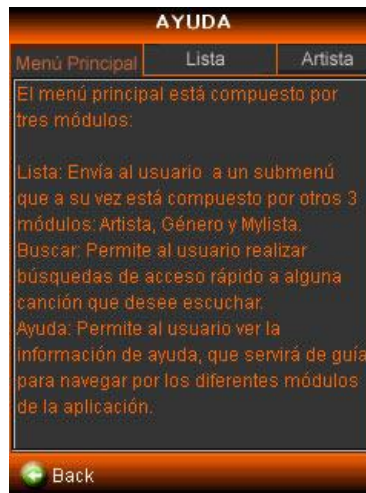 AYUDA
Menú Principal Lista Artista
El menú principal está compuesto por
tres módulos:
Lista: Envía al usuario a un submenú
que a su vez está compuesto por otros 3
módulos: Artista, Género y Mylista.
Buscar: Permite al usuario realizar
búsquedas de acceso rápido a alguna
canción que desee escuchar.
Ayuda: Permite al usuario ver la
información de ayuda, que servirá de guía
para navegar por los diferentes módulos
de la aplicación.
Back